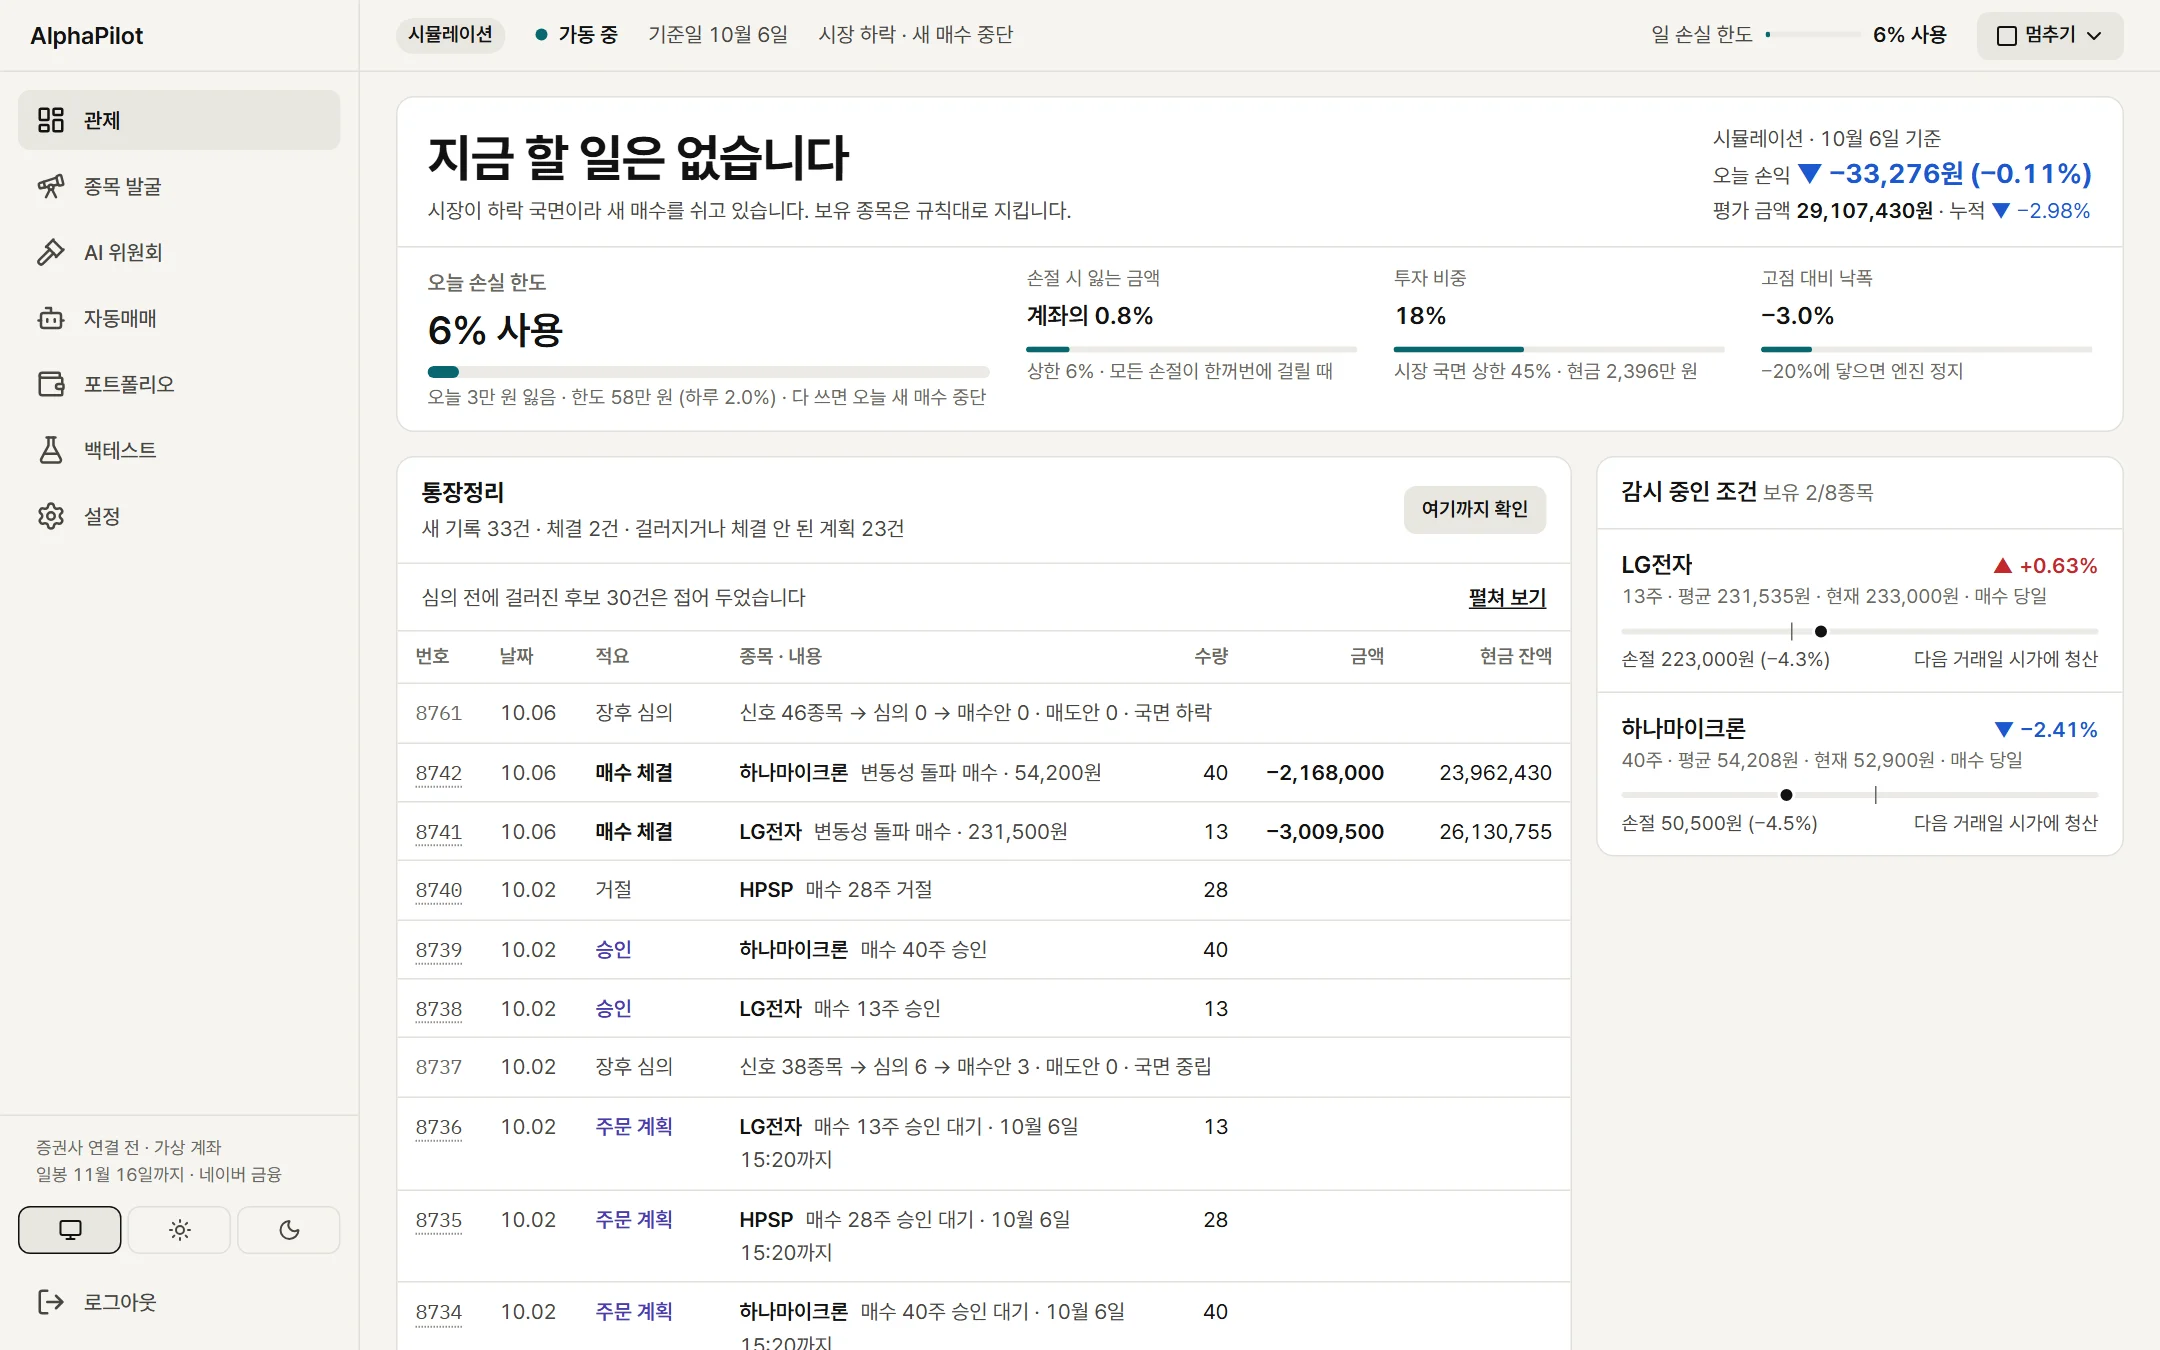 AlphaPilot
시뮬레이션
가동 중
기준일 10월 6일
시장 하락 · 새 매수 중단
일 손실 한도
6% 사용
멈추기
관제
종목 발굴
AI 위원회
자동매매
포트폴리오
백테스트
설정
증권사 연결 전 · 가상 계좌
일봉 11월 16일까지 · 네이버 금융
로그아웃
지금 할 일은 없습니다
시장이 하락 국면이라 새 매수를 쉬고 있습니다. 보유 종목은 규칙대로 지킵니다.
시뮬레이션 · 10월 6일 기준
오늘 손익 ▼ −33,276원 (−0.11%)
평가 금액 29,107,430원 · 누적 ▼ −2.98%
오늘 손실 한도
6% 사용
오늘 3만 원 잃음 · 한도 58만 원 (하루 2.0%) · 다 쓰면 오늘 새 매수 중단
손절 시 잃는 금액
계좌의 0.8%
상한 6% · 모든 손절이 한꺼번에 걸릴 때
투자 비중
18%
시장 국면 상한 45% · 현금 2,396만 원
고점 대비 낙폭
−3.0%
−20%에 닿으면 엔진 정지
통장정리
새 기록 33건 · 체결 2건 · 걸러지거나 체결 안 된 계획 23건
여기까지 확인
심의 전에 걸러진 후보 30건은 접어 두었습니다
펼쳐 보기
번호 날짜 적요 종목 · 내용 수량 금액 현금 잔액
8761 10.06 장후 심의 신호 46종목 → 심의 0 → 매수안 0 · 매도안 0 · 국면 하락
8742 10.06 매수 체결 하나마이크론 변동성 돌파 매수 · 54,200원 40 −2,168,000 23,962,430
8741 10.06 매수 체결 LG전자 변동성 돌파 매수 · 231,500원 13 −3,009,500 26,130,755
8740 10.02 거절 HPSP 매수 28주 거절 28
8739 10.02 승인 하나마이크론 매수 40주 승인 40
8738 10.02 승인 LG전자 매수 13주 승인 13
8737 10.02 장후 심의 신호 38종목 → 심의 6 → 매수안 3 · 매도안 0 · 국면 중립
8736 10.02 주문 계획 LG전자 매수 13주 승인 대기 · 10월 6일 13
15:20까지
8735 10.02 주문 계획 HPSP 매수 28주 승인 대기 · 10월 6일 28
15:20까지
8734 10.02 주문 계획 하나마이크론 매수 40주 승인 대기 · 10월 6일 40
15:20까지
감시 중인 조건 보유 2/8종목
LG전자 ▲ +0.63%
13주 · 평균 231,535원 · 현재 233,000원 · 매수 당일
손절 223,000원 (−4.3%) 다음 거래일 시가에 청산
하나마이크론 ▼ −2.41%
40주 · 평균 54,208원 · 현재 52,900원 · 매수 당일
손절 50,500원 (−4.5%) 다음 거래일 시가에 청산